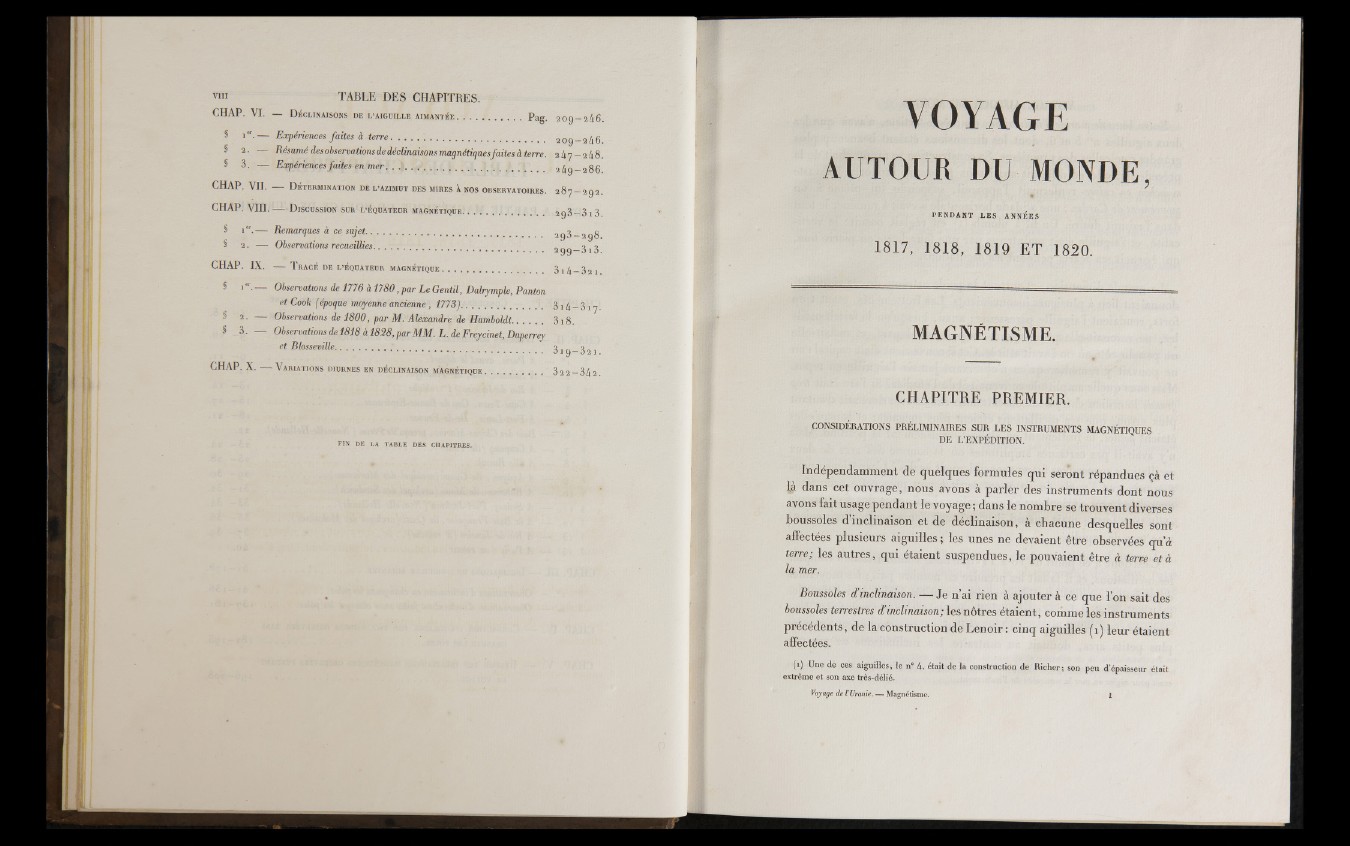 VIII TABLE DES CHAPITRES.
CHAP. VI. — DÉCLINAISONS DE L'AIGUILLE AIMANTÉE........... Pag. 209–246.
§ 1er. — Expériences faites à terre........................ 209–246.
§ 2. — Résumé des observations de déclinaisons magnétiques faites à terre. 247–248.
§ 3. — Expériences faites en mer........................ 249–286.
CHAP. VII. — DÉTERMINATION DE L'AZIMUT DES MIRES À NOS OBSERVATOIRES. 287–292.
CHAP. VIII. — DISCUSSION SUR L'ÉQUATEUR MAGNÉTIQUE.............. 293–313.
§ 1er. — Remarques à ce sujet........................... 293–298.
§ 2. — Observations recueillies........................ 299–313.
CHAP. IX. — TRACÉ DE L'ÉQUATEUR MAGNÉTIQUE................ 314–321.
§ 1er. — Observations de 1776 à 1780, par Le Gentil, Dalrymple, Panton
et Cook (époque moyenne ancienne, 1773).............. 314–317.
§ 2. — Observations de 1800, par M. Alexandre de Humboldt...... 318.
§ 3. — Observations de 1818 à 1828, par MM. L. de Freycinet, Duperrey
et Blosseville................................ 319–321.
CHAP. X. — VARIATIONS DIURNES EN DÉCLINAISON MAGNÉTIQUE.......... 322–342.
FIN DE LA TABLE DES CHAPITRES.
VOYAGE
AUTOUR DU MONDE,
PENDANT LES ANNÉES
1817, 1818, 1819 ET 1820.
MAGNÉTISME.
CHAPITRE PREMIER.
CONSIDÉRATIONS PRÉLIMINAIRES SUR LES INSTRUMENTS MAGNÉTIQUES
DE L'EXPÉDITION.
Indépendamment de quelques formules qui seront répandues çà et
là dans cet ouvrage, nous avons à parler des instruments dont nous
avons fait usage pendant le voyage; dans le nombre se trouvent diverses
boussoles d'inclinaison et de déclinaison, à chacune desquelles sont
affectées plusieurs aiguilles; les unes ne devaient être observées qu'à
terre; les autres, qui étaient suspendues, le pouvaient être à terre et à
la mer.
Boussoles d'inclinaison. — Je n'ai rien à ajouter à ce que l'on sait des
boussoles terrestres d'inclinaison; les nôtres étaient, comme les instruments
précédents, de la construction de Lenoir: cinq aiguilles (1) leur étaient
affectées.
(1) Une de ces aiguilles, le n° 4, était de la construction de Richer; son peu d'épaisseur était
extrême et son axe très-délié.
Voyage de l'Uranie. — Magnétisme. 1